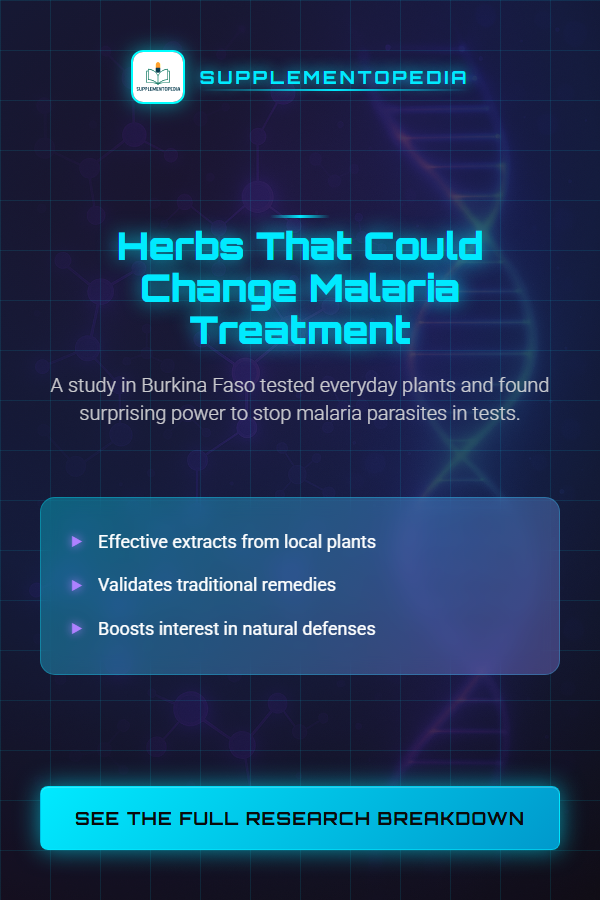 SUPPLEMENTOPEDIA
SUPPLEMENTOPEDIA
Herbs That Could
Change Malaria
Treatment
A study in Burkina Faso tested everyday plants and found
surprising power to stop malaria parasites in tests.
Effective extracts from local plants
Validates traditional remedies
Boosts interest in natural defenses
SEE THE FULL RESEARCH BREAKDOWN